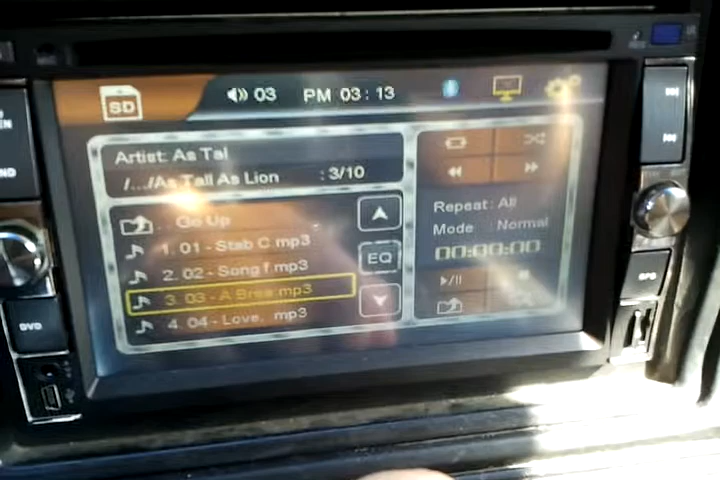 SD
03 PM 03:13
Artist: As Tal
/.../As Tall As Lion : 3/10
Go Up
1. 01 - Stab C mp3
2. 02 - Song f mp3
3. 03 - A Brea mp3
4. 04 - Love, mp3
EQ
Repeat : All
Mode : Normal
00:00:00
GPS
DVD